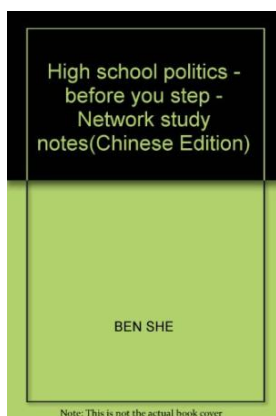 High school politics -
before you step -
Network study
notes(Chinese Edition)
BEN SHE
Note: This is not the actual book cover